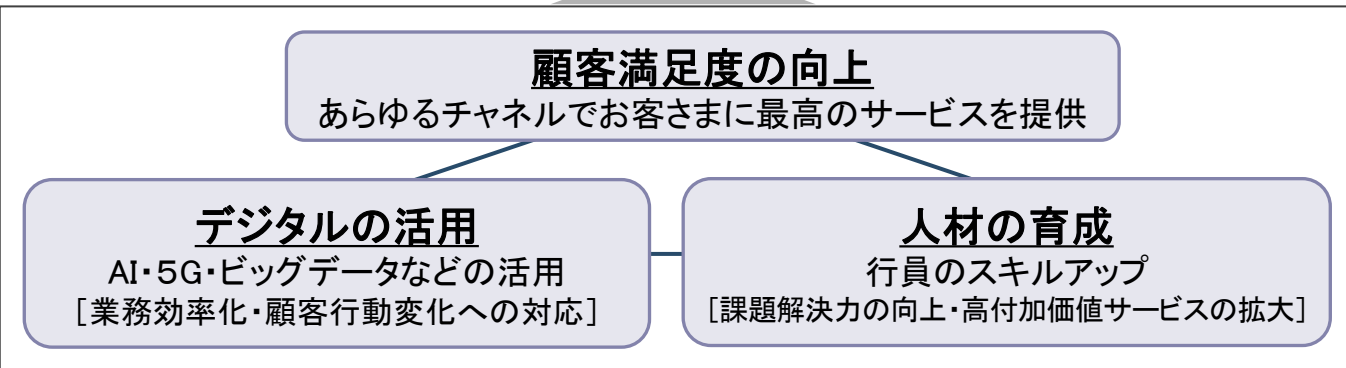 顧客満足度の向上
あらゆるチャネルでお客さまに最高のサービスを提供
デジタルの活用
AI・5G・ビッグデータなどの活用
[業務効率化・顧客行動変化への対応]
人材の育成
行員のスキルアップ
[課題解決力の向上・高付加価値サービスの拡大]